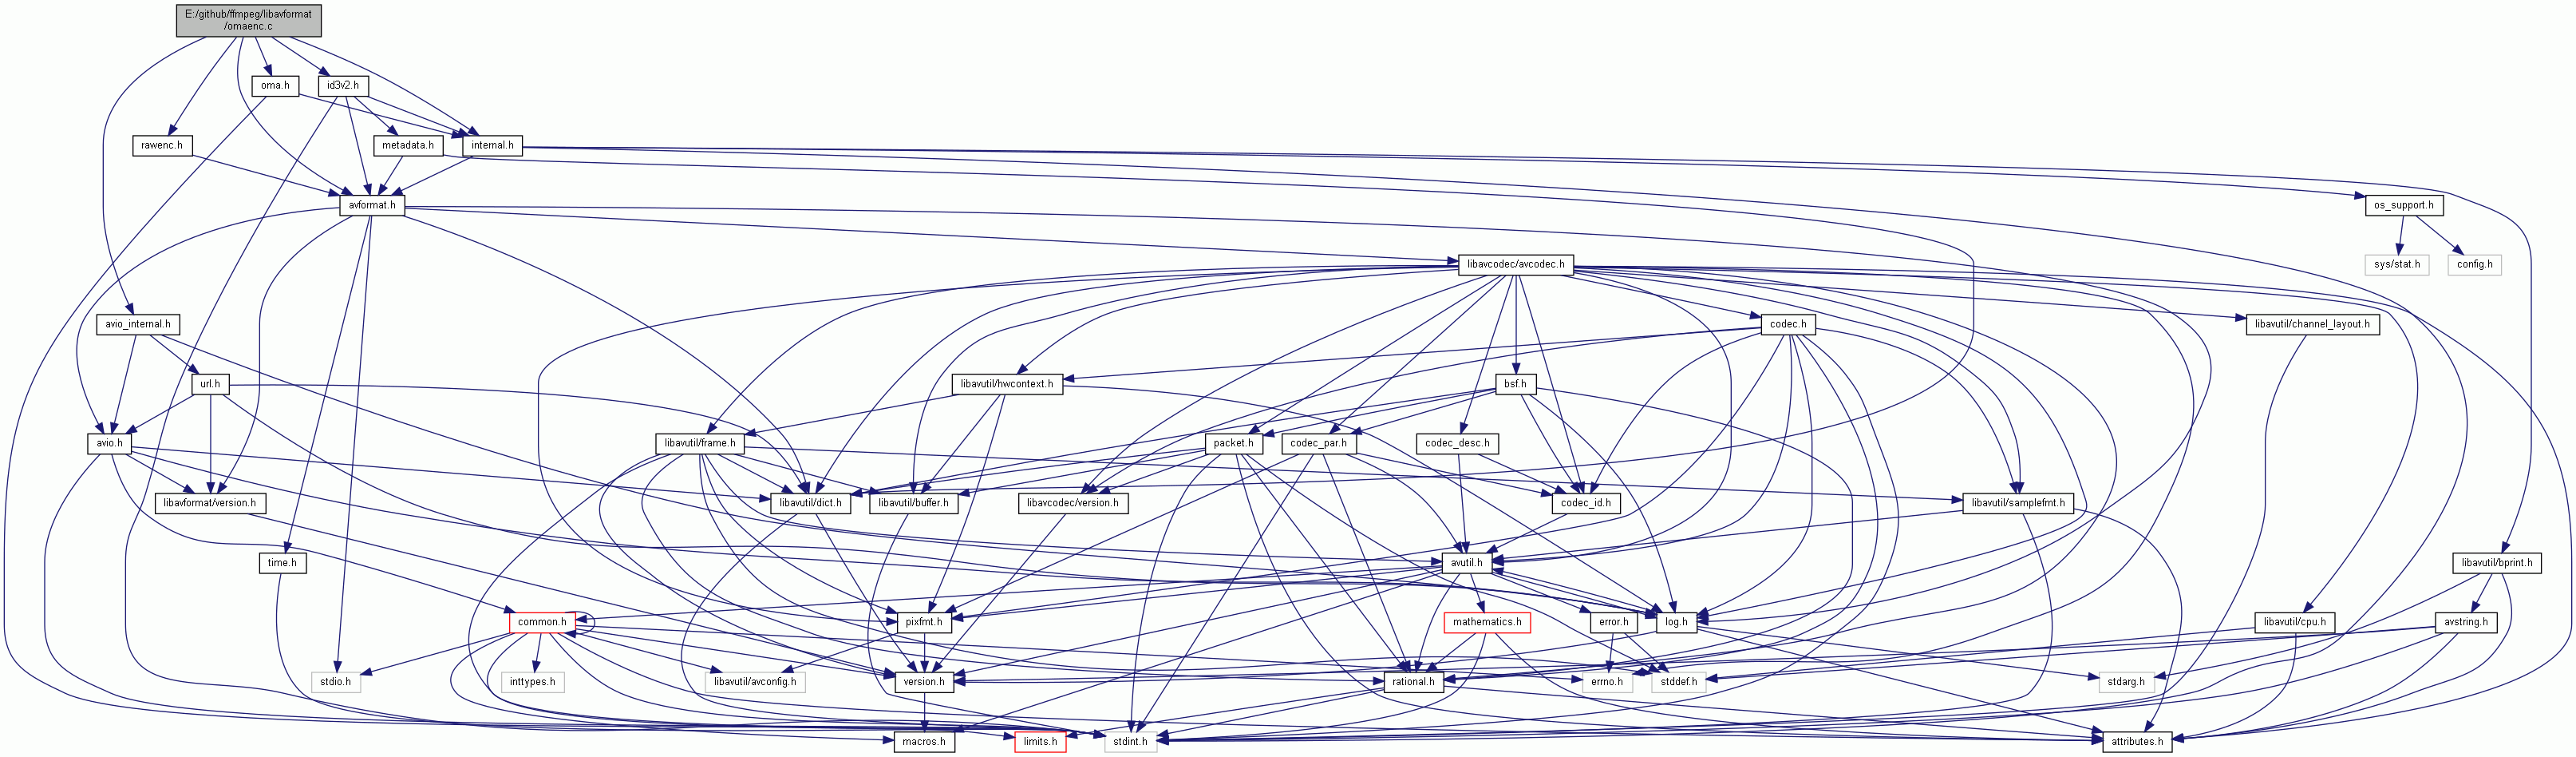 E:/github/ffmpeg/libavformat
/omaenc.c
oma.h
id3v2.h
rawenc.h
metadata.h
internal.h
avformat.h
os_support.h
libavcodec/avcodec.h
sys/stat.h
config.h
avio_internal.h
codec.h
libavutil/channel_layout.h
url.h
libavutil/hwcontext.h
bsf.h
avio.h
libavutil/frame.h
packet.h
codec_par.h
codec_desc.h
libavformat/version.h
libavutil/dict.h
libavutil/buffer.h
libavcodec/version.h
codec_id.h
libavutil/samplefmt.h
time.h
avutil.h
libavutil/bprint.h
common.h
pixfmt.h
mathematics.h
error.h
log.h
libavutil/cpu.h
avstring.h
stdio.h
inttypes.h
libavutil/avconfig.h
version.h
rational.h
errno.h
stddef.h
stdarg.h
macros.h
limits.h
stdint.h
attributes.h